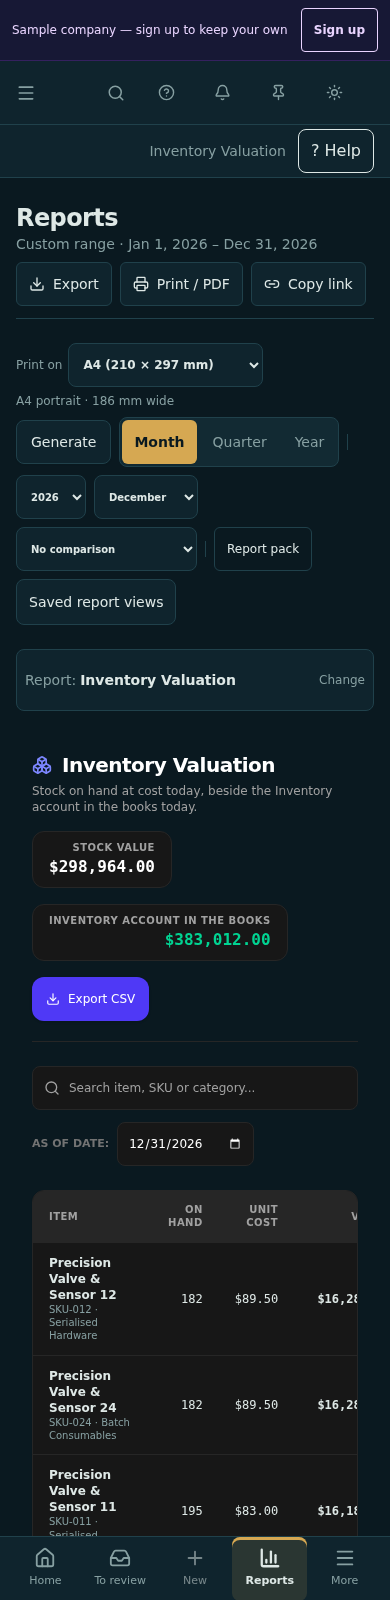 Sample company — sign up to keep your own
Sign up
Inventory Valuation
? Help
Reports
Custom range · Jan 1, 2026 – Dec 31, 2026
Export
Print / PDF
Copy link
Print on
A4 (210 × 297 mm)
A4 portrait · 186 mm wide
Generate
Month
Quarter
Year
2026
December
No comparison
Report pack
Saved report views
Report: Inventory Valuation
Change
Inventory Valuation
Stock on hand at cost today, beside the Inventory
account in the books today.
STOCK VALUE
$298,964.00
INVENTORY ACCOUNT IN THE BOOKS
$383,012.00
Export CSV
Search item, SKU or category...
AS OF DATE:
12/31/2026
ITEM
ON
HAND
UNIT
COST
Precision
Valve &
Sensor 12
SKU-012 ·
Serialised
Hardware
182
$89.50
$16,28
Precision
Valve &
Sensor 24
SKU-024 · Batch
Consumables
182
$89.50
$16,28
Precision
Valve &
Sensor 11
SKU-011 ·
Serialised
195
$83.00
$16,18
Home
To review
New
Reports
More